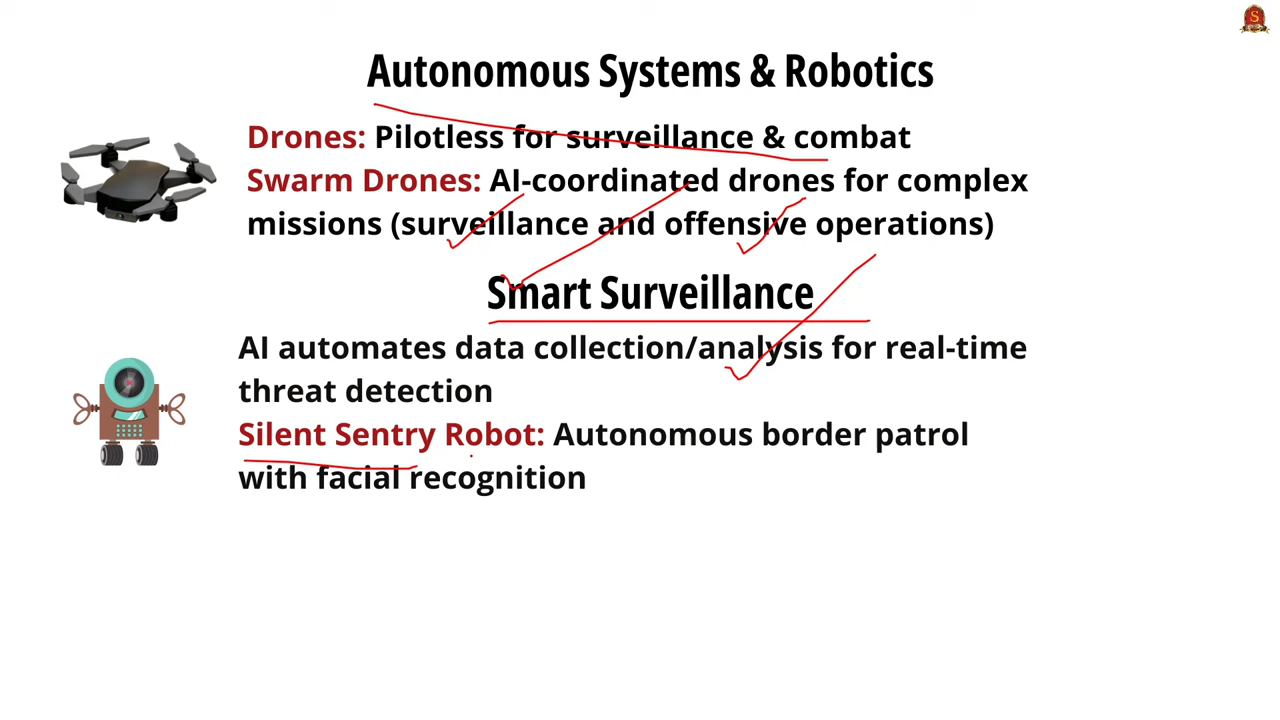 Autonomous Systems & Robotics
Drones: Pilotless for surveillance & combat
Swarm Drones: AI-coordinated drones for complex
missions (surveillance and offensive operations)
Smart Surveillance
AI automates data collection/analysis for real-time
threat detection
Silent Sentry Robot: Autonomous border patrol
with facial recognition
S